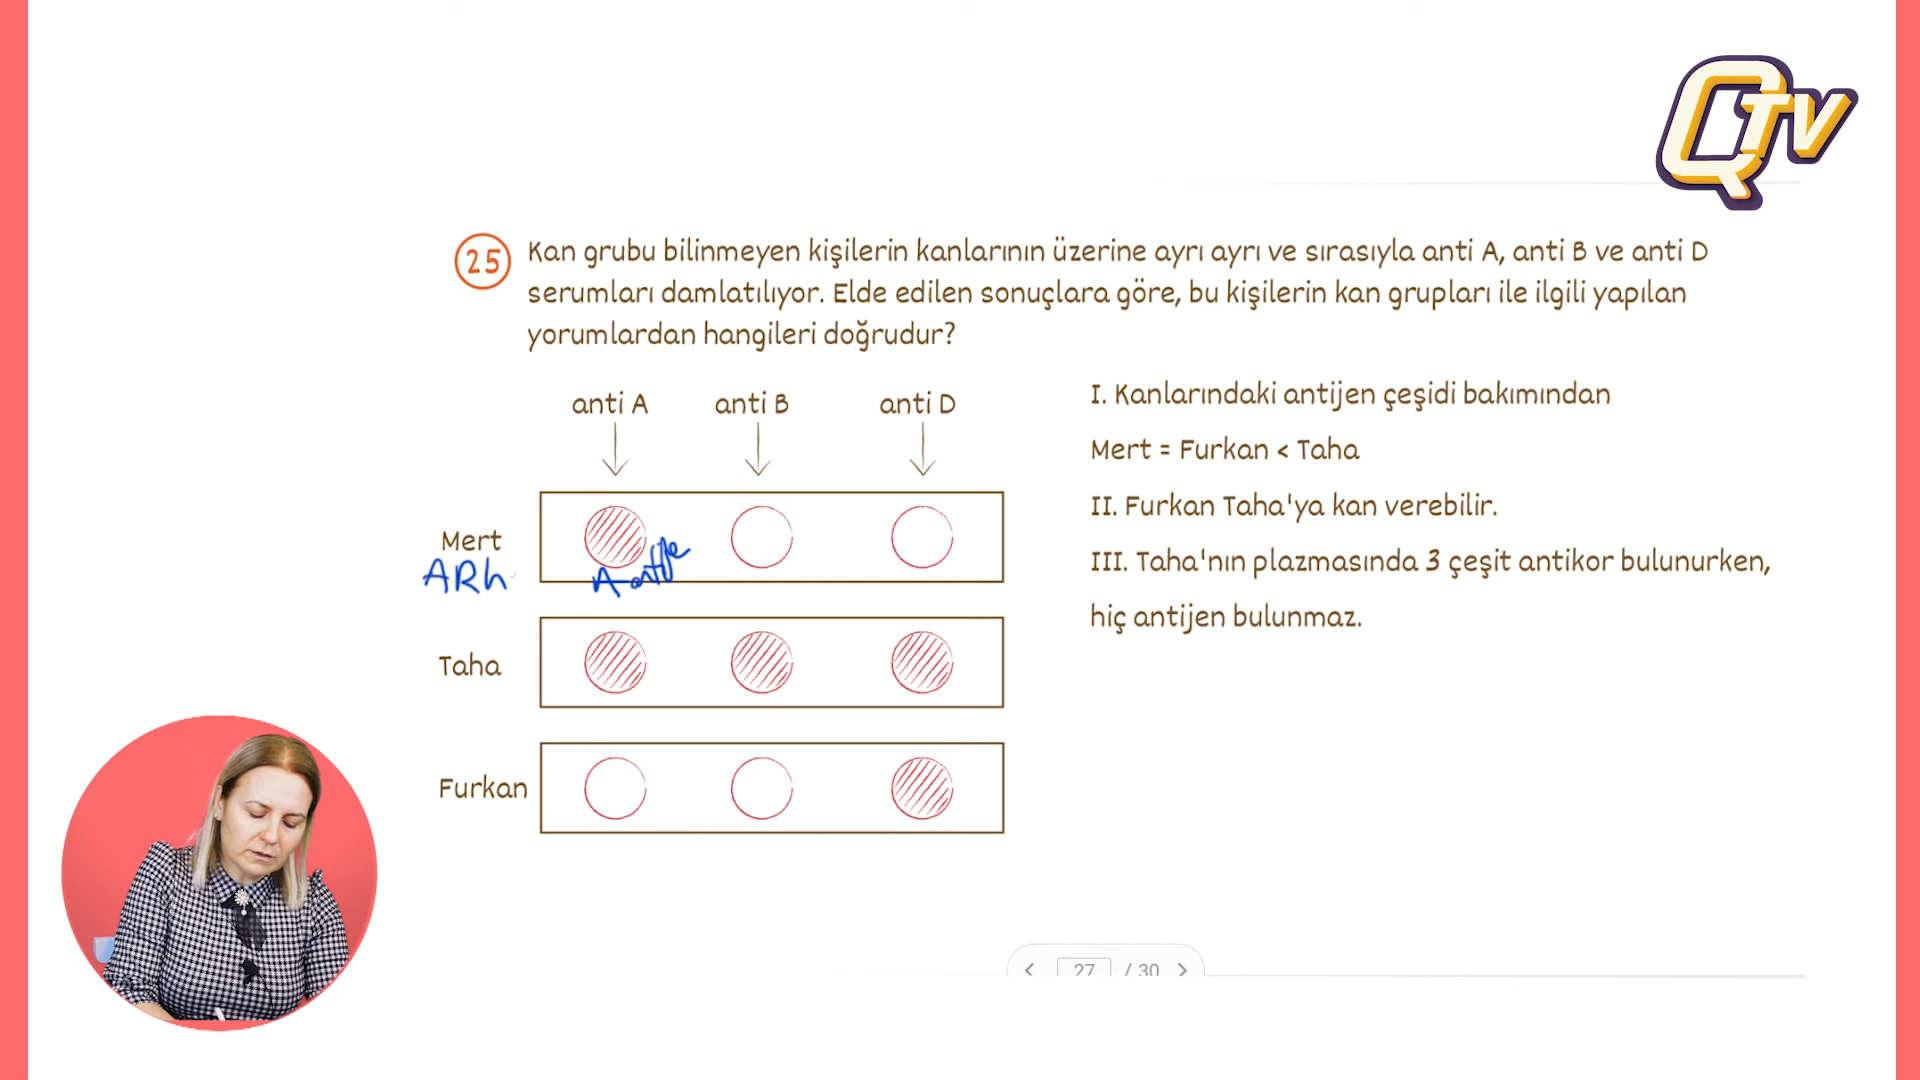 QTV
25 Kan grubu bilinmeyen kişilerin kanlarının üzerine ayrı ayrı ve sırasıyla anti A, anti B ve anti D
serumları damlatılıyor. Elde edilen sonuçlara göre, bu kişilerin kan grupları ile ilgili yapılan
yorumlardan hangileri doğrudur?
anti A anti B anti D
Mert
ARh
A
Taha
Furkan
I. Kanlarındaki antijen çeşidi bakımından
Mert = Furkan < Taha
II. Furkan Taha'ya kan verebilir.
III. Taha'nın plazmasında 3 çeşit antikor bulunurken,
hiç antijen bulunmaz.
27 / 30